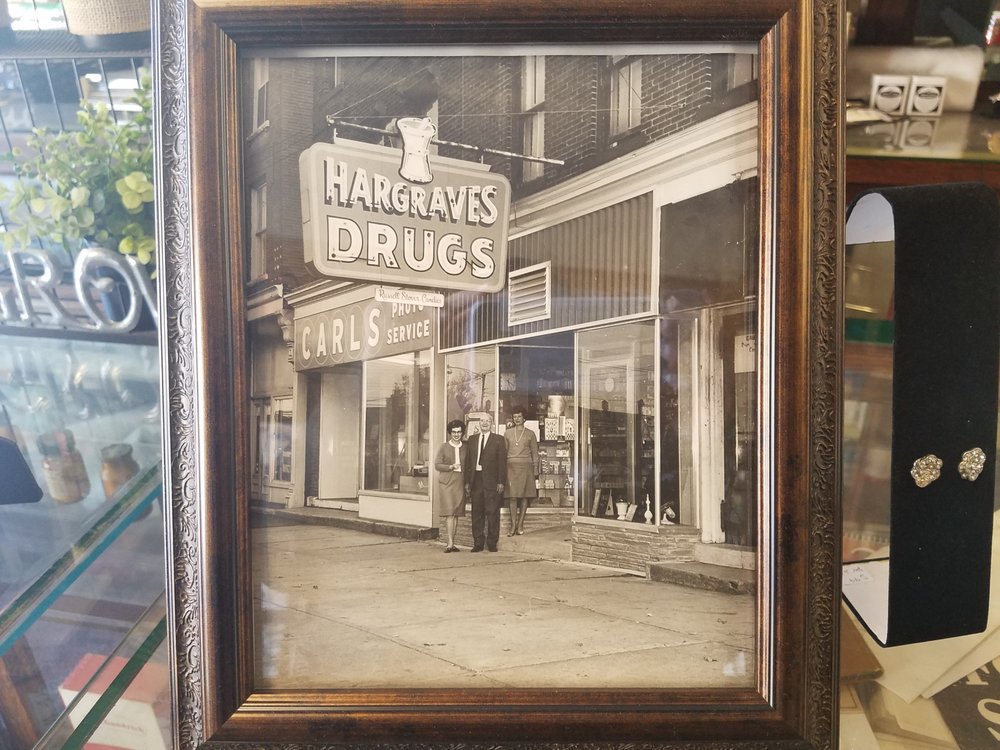 HARGRAVES
DRUGS
Russell Stover Candies
CARLS
PHOTO
SERVICE